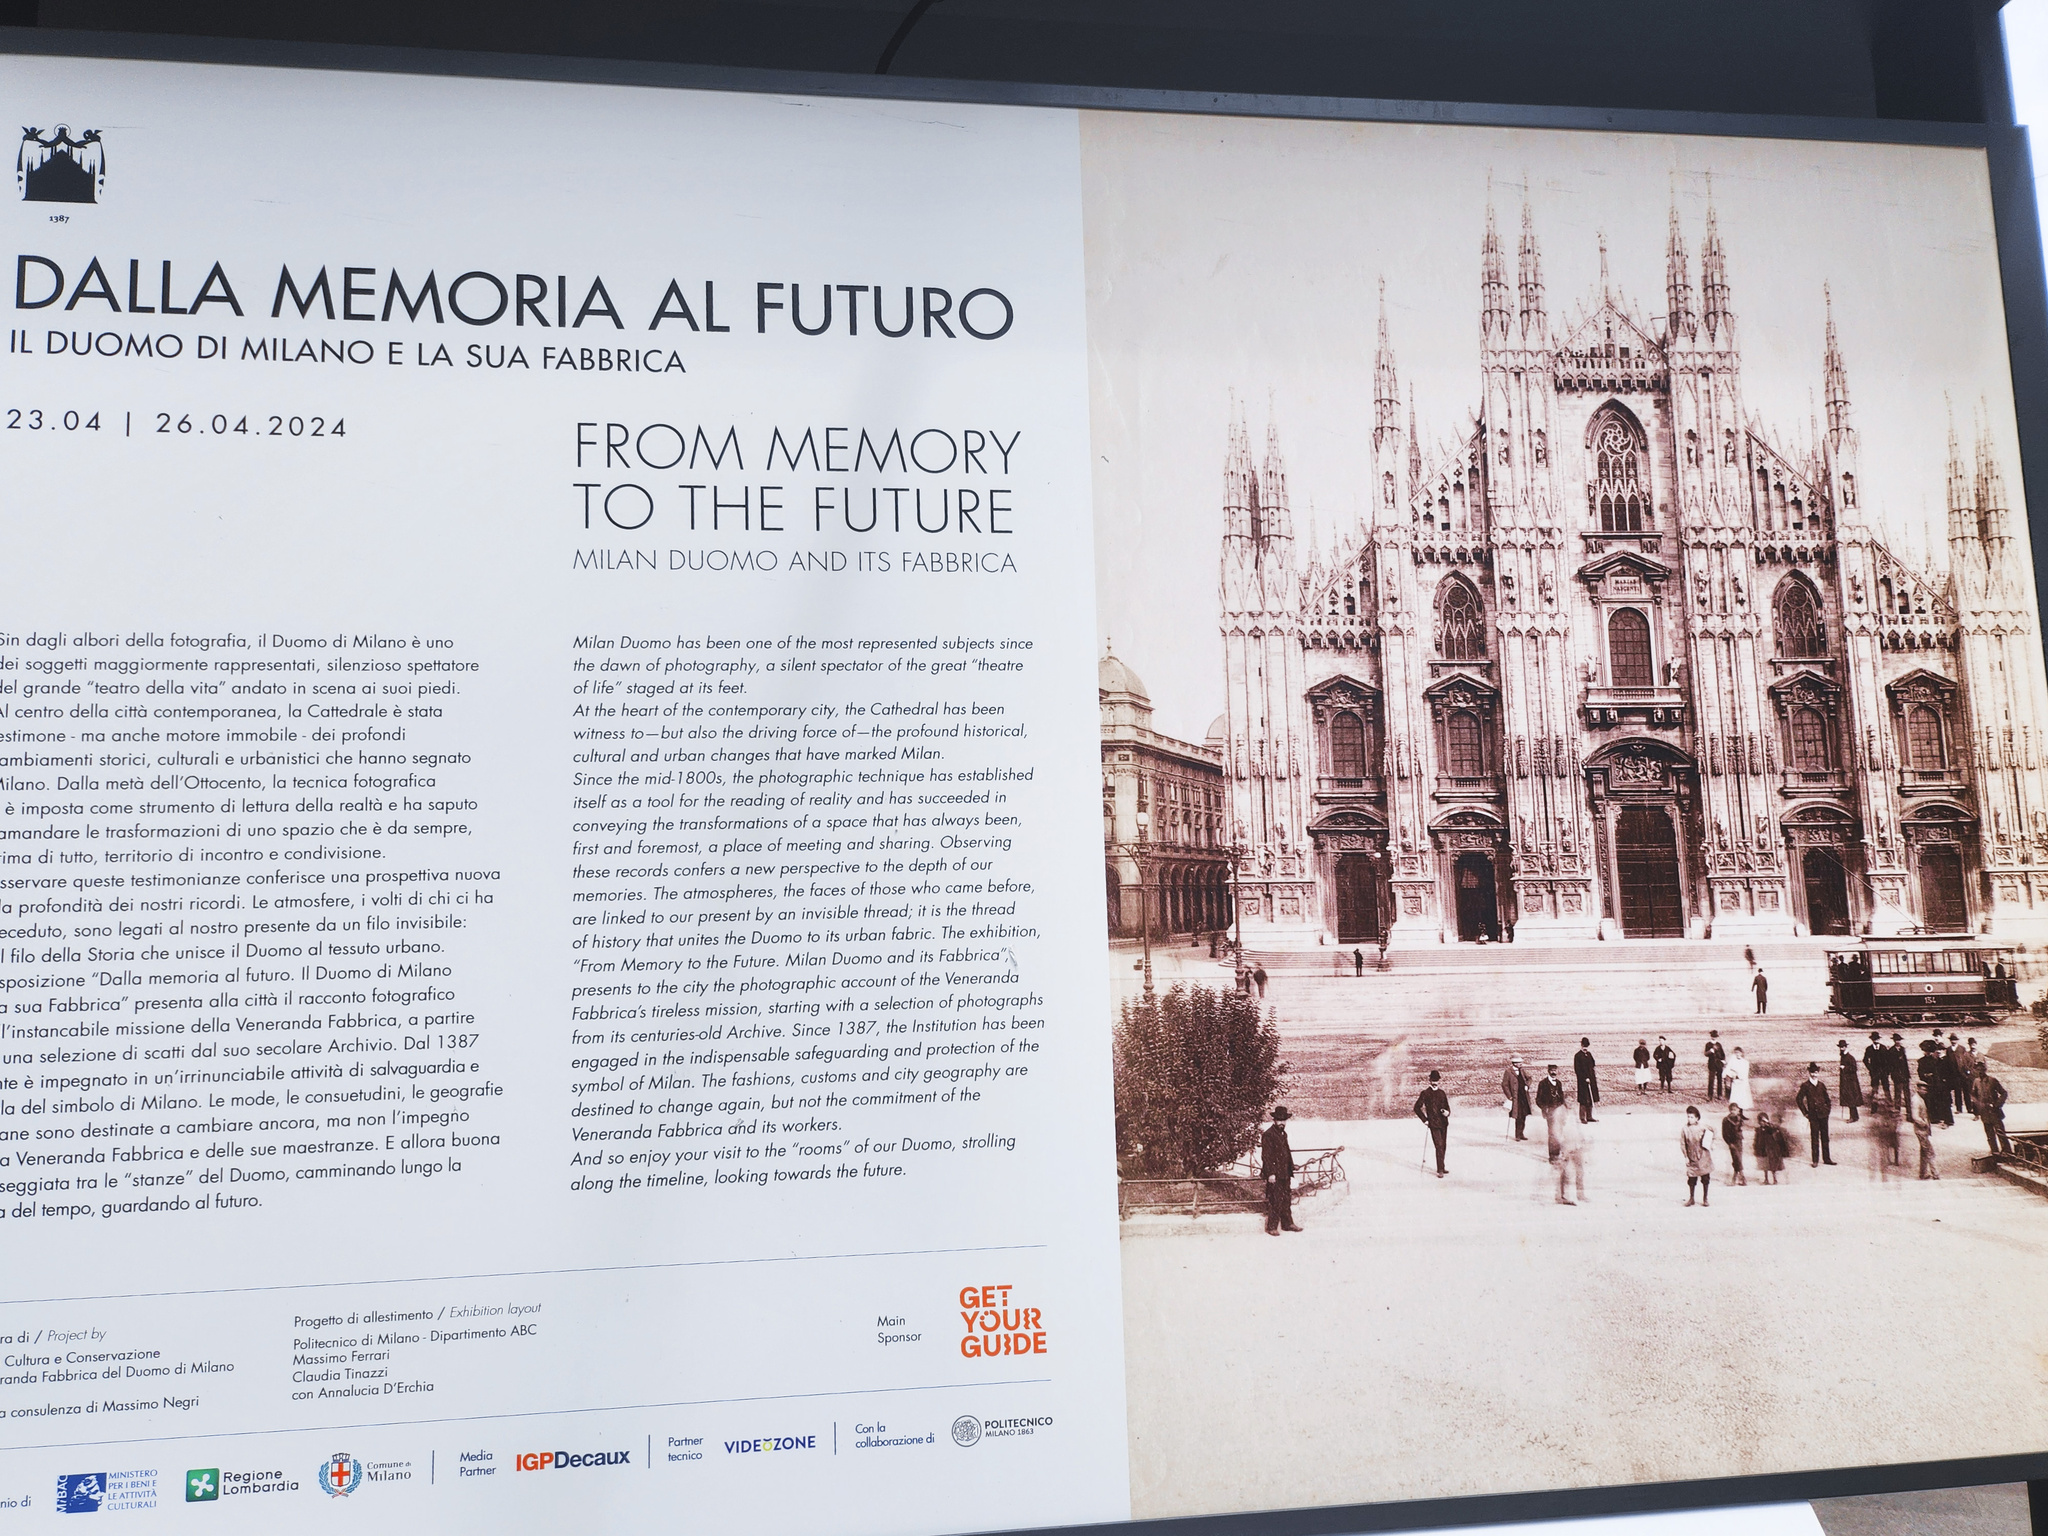 1387
DALLA MEMORIA AL FUTURO
IL DUOMO DI MILANO E LA SUA FABBRICA
23.04 | 26.04.2024
FROM MEMORY
TO THE FUTURE
MILAN DUOMO AND ITS FABBRICA
Sin dagli albori della fotografia, il Duomo di Milano è uno
dei soggetti maggiormente rappresentati, silenzioso spettatore
del grande “teatro della vita” andato in scena ai suoi piedi.
Al centro della città contemporanea, la Cattedrale è stata
estimone - ma anche motore immobile - dei profondi
ambiamenti storici, culturali e urbanistici che hanno segnato
Milano. Dalla metà dell’Ottocento, la tecnica fotografica
è imposta come strumento di lettura della realtà e ha saputo
amandare le trasformazioni di uno spazio che è da sempre,
rima di tutto, territorio di incontro e condivisione.
sservare queste testimonianze conferisce una prospettiva nuova
la profondità dei nostri ricordi. Le atmosfere, i volti di chi ci ha
eceduto, sono legati al nostro presente da un filo invisibile:
l filo della Storia che unisce il Duomo al tessuto urbano.
sposizione “Dalla memoria al futuro. Il Duomo di Milano
a sua Fabbrica” presenta alla città il racconto fotografico
l’instancabile missione della Veneranda Fabbrica, a partire
una selezione di scatti dal suo secolare Archivio. Dal 1387
nte è impegnato in un’irrinunciabile attività di salvaguardia e
la del simbolo di Milano. Le mode, le consuetudini, le geografie
ane sono destinate a cambiare ancora, ma non l’impegno
a Veneranda Fabbrica e delle sue maestranze. E allora buona
seggiata tra le “stanze” del Duomo, camminando lungo la
a del tempo, guardando al futuro.
Milan Duomo has been one of the most represented subjects since
the dawn of photography, a silent spectator of the great “theatre
of life” staged at its feet.
At the heart of the contemporary city, the Cathedral has been
witness to—but also the driving force of—the profound historical,
cultural and urban changes that have marked Milan.
Since the mid-1800s, the photographic technique has established
itself as a tool for the reading of reality and has succeeded in
conveying the transformations of a space that has always been,
first and foremost, a place of meeting and sharing. Observing
these records confers a new perspective to the depth of our
memories. The atmospheres, the faces of those who came before,
are linked to our present by an invisible thread; it is the thread
of history that unites the Duomo to its urban fabric. The exhibition,
“From Memory to the Future. Milan Duomo and its Fabbrica”,
presents to the city the photographic account of the Veneranda
Fabbrica’s tireless mission, starting with a selection of photographs
from its centuries-old Archive. Since 1387, the Institution has been
engaged in the indispensable safeguarding and protection of the
symbol of Milan. The fashions, customs and city geography are
destined to change again, but not the commitment of the
Veneranda Fabbrica and its workers.
And so enjoy your visit to the “rooms” of our Duomo, strolling
along the timeline, looking towards the future.
ra di / Project by
Cultura e Conservazione
randa Fabbrica del Duomo di Milano
a consulenza di Massimo Negri
Progetto di allestimento / Exhibition layout
Politecnico di Milano - Dipartimento ABC
Massimo Ferrari
Claudia Tinazzi
con Annalucia D’Erchia
Main
Sponsor
GET
YOUR
GUIDE
nio di
MiBAC
MINISTERO
PER I BENI E
LE ATTIVITÀ
CULTURALI
Regione
Lombardia
Comune di
Milano
Media
Partner
IGPDecaux
Partner
tecnico
VIDEOZONE
Con la
collaborazione di
POLITECNICO
MILANO 1863
154